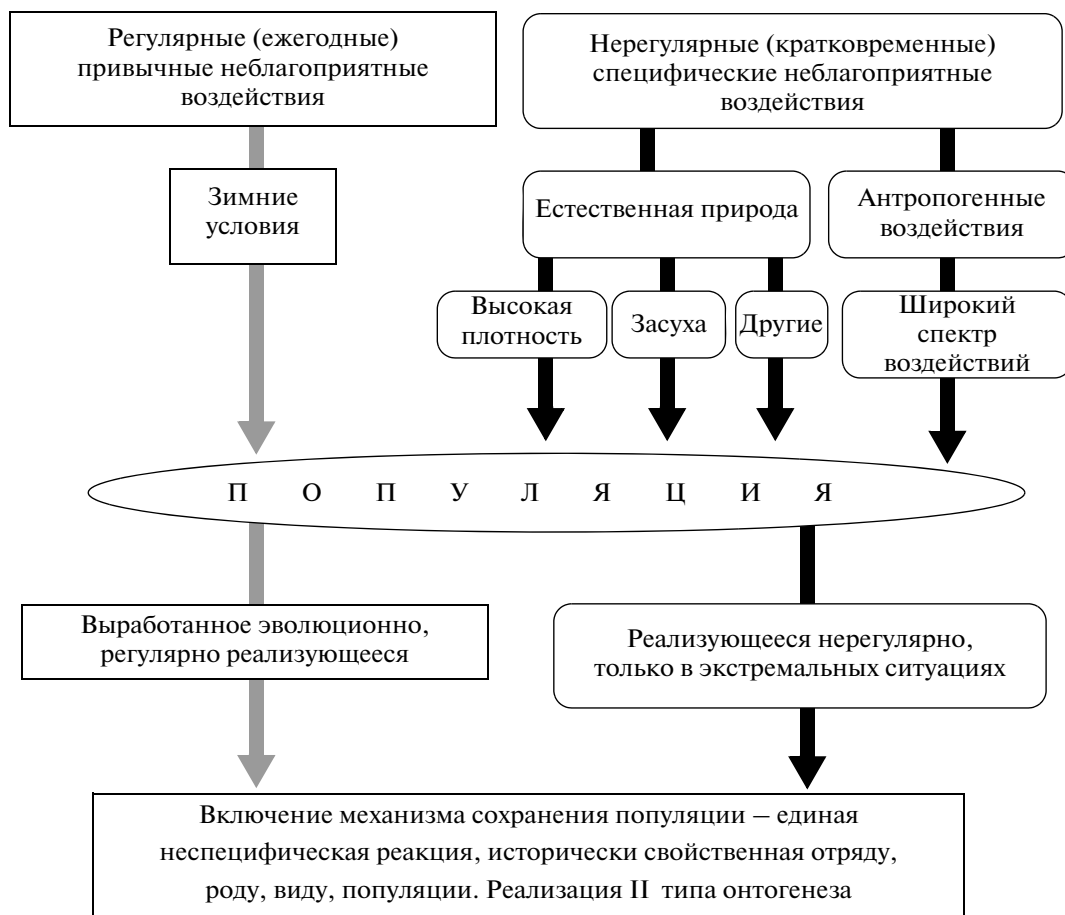 Регулярные (ежегодные)
привычные неблагоприятные
воздействия
Нерегулярные (кратковременные)
специфические неблагоприятные
воздействия
Зимние
условия
Естественная природа
Антропогенные
воздействия
Высокая
плотность
Засуха
Другие
Широкий
спектр
воздействий
П О П У Л Я Ц И Я
Выработанное эволюционно,
регулярно реализующееся
Реализующееся нерегулярно,
только в экстремальных ситуациях
Включение механизма сохранения популяции – единая
неспецифическая реакция, исторически свойственная отряду,
роду, виду, популяции. Реализация II типа онтогенеза